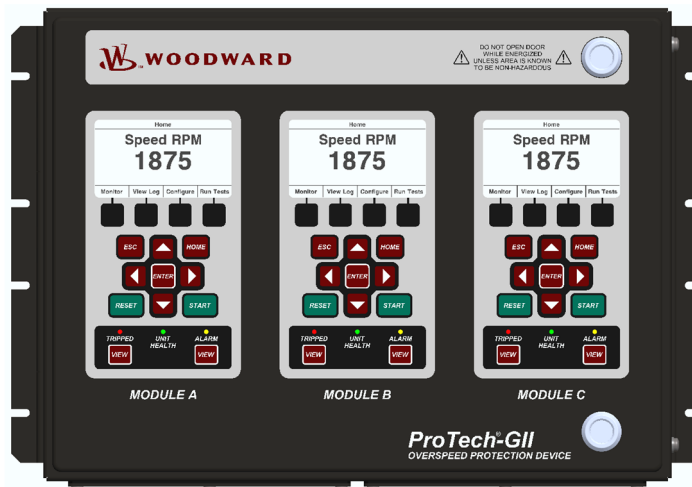 WOODWARD
DO NOT OPEN DOOR
WHILE ENERGIZED
UNLESS AREA IS KNOWN
TO BE NON-HAZARDOUS
Home
Speed RPM
1875
Monitor View Log Configure Run Tests
ESC HOME
ENTER
RESET START
TRIPPED UNIT HEALTH ALARM
VIEW VIEW
MODULE A
Home
Speed RPM
1875
Monitor View Log Configure Run Tests
ESC HOME
ENTER
RESET START
TRIPPED UNIT HEALTH ALARM
VIEW VIEW
MODULE B
Home
Speed RPM
1875
Monitor View Log Configure Run Tests
ESC HOME
ENTER
RESET START
TRIPPED UNIT HEALTH ALARM
VIEW VIEW
MODULE C
ProTech®-GII
OVERSPEED PROTECTION DEVICE